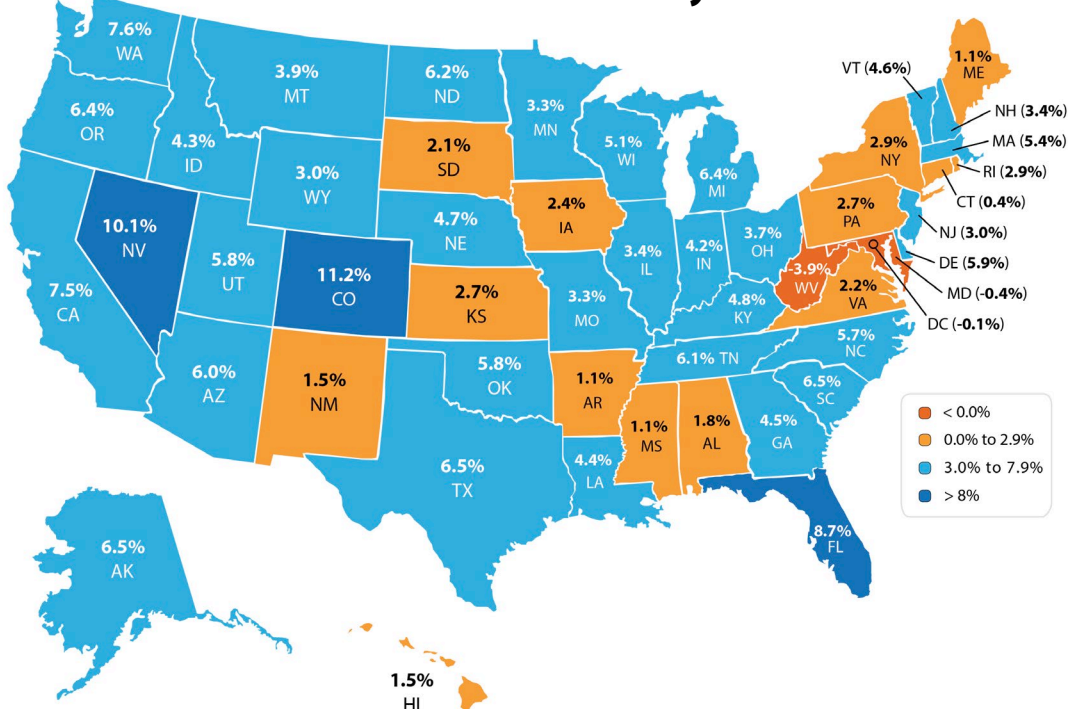 7.6%
WA
6.4%
OR
4.3%
ID
3.9%
MT
6.2%
ND
3.3%
MN
5.1%
WI
6.4%
MI
VT (4.6%)
1.1%
ME
NH (3.4%)
MA (5.4%)
RI (2.9%)
CT (0.4%)
NJ (3.0%)
DE (5.9%)
MD (-0.4%)
DC (-0.1%)
2.9%
NY
2.7%
PA
2.1%
SD
3.0%
WY
2.4%
IA
10.1%
NV
5.8%
UT
11.2%
CO
4.7%
NE
2.7%
KS
3.4%
IL
4.2%
IN
3.7%
OH
-3.9%
WV
2.2%
VA
7.5%
CA
3.3%
MO
4.8%
KY
5.7%
NC
6.1% TN
6.0%
AZ
1.5%
NM
5.8%
OK
1.1%
AR
6.5%
SC
1.1%
MS
1.8%
AL
4.5%
GA
6.5%
TX
4.4%
LA
8.7%
FL
6.5%
AK
1.5%
HI
< 0.0%
0.0% to 2.9%
3.0% to 7.9%
> 8%